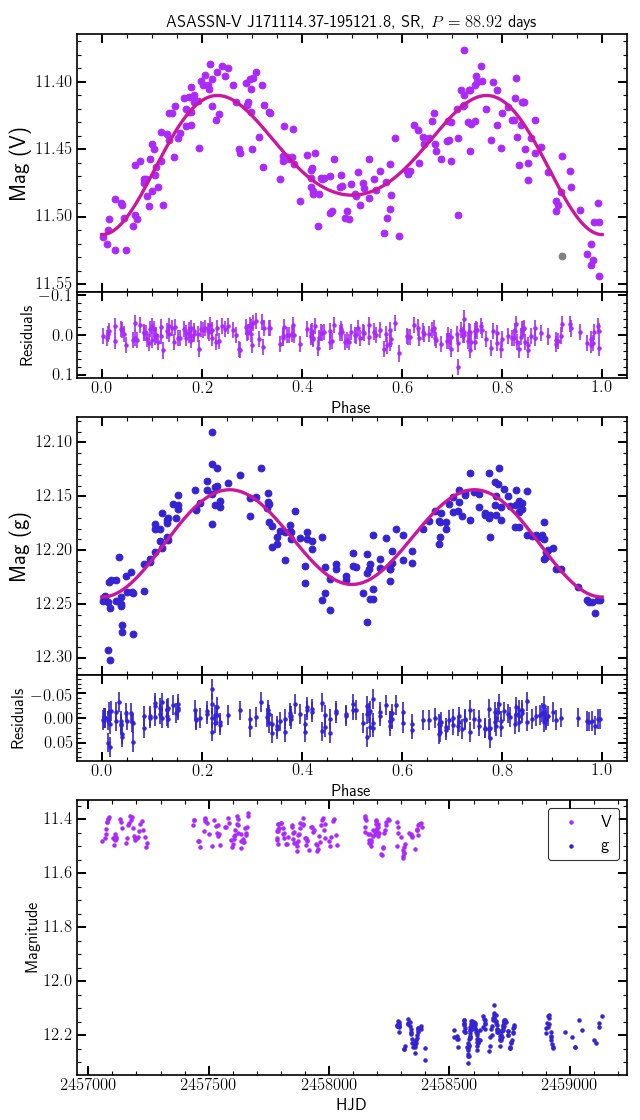 ASASSN-V J171114.37-195121.8, SR, P = 88.92 days
Mag (V)
11.40
11.45
11.50
11.55
Residuals
−0.1
0.0
0.1
0.0 0.2 0.4 0.6 0.8 1.0
Phase
Mag (g)
12.10
12.15
12.20
12.25
12.30
Residuals
−0.05
0.00
0.05
0.0 0.2 0.4 0.6 0.8 1.0
Phase
Magnitude
11.4
11.6
11.8
12.0
12.2
V
g
2457000 2457500 2458000 2458500 2459000
HJD